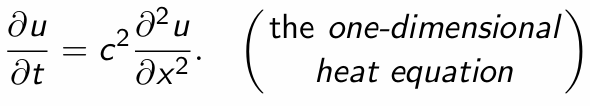 ∂u/∂t = c² ∂²u/∂x². (the one-dimensional
heat equation)